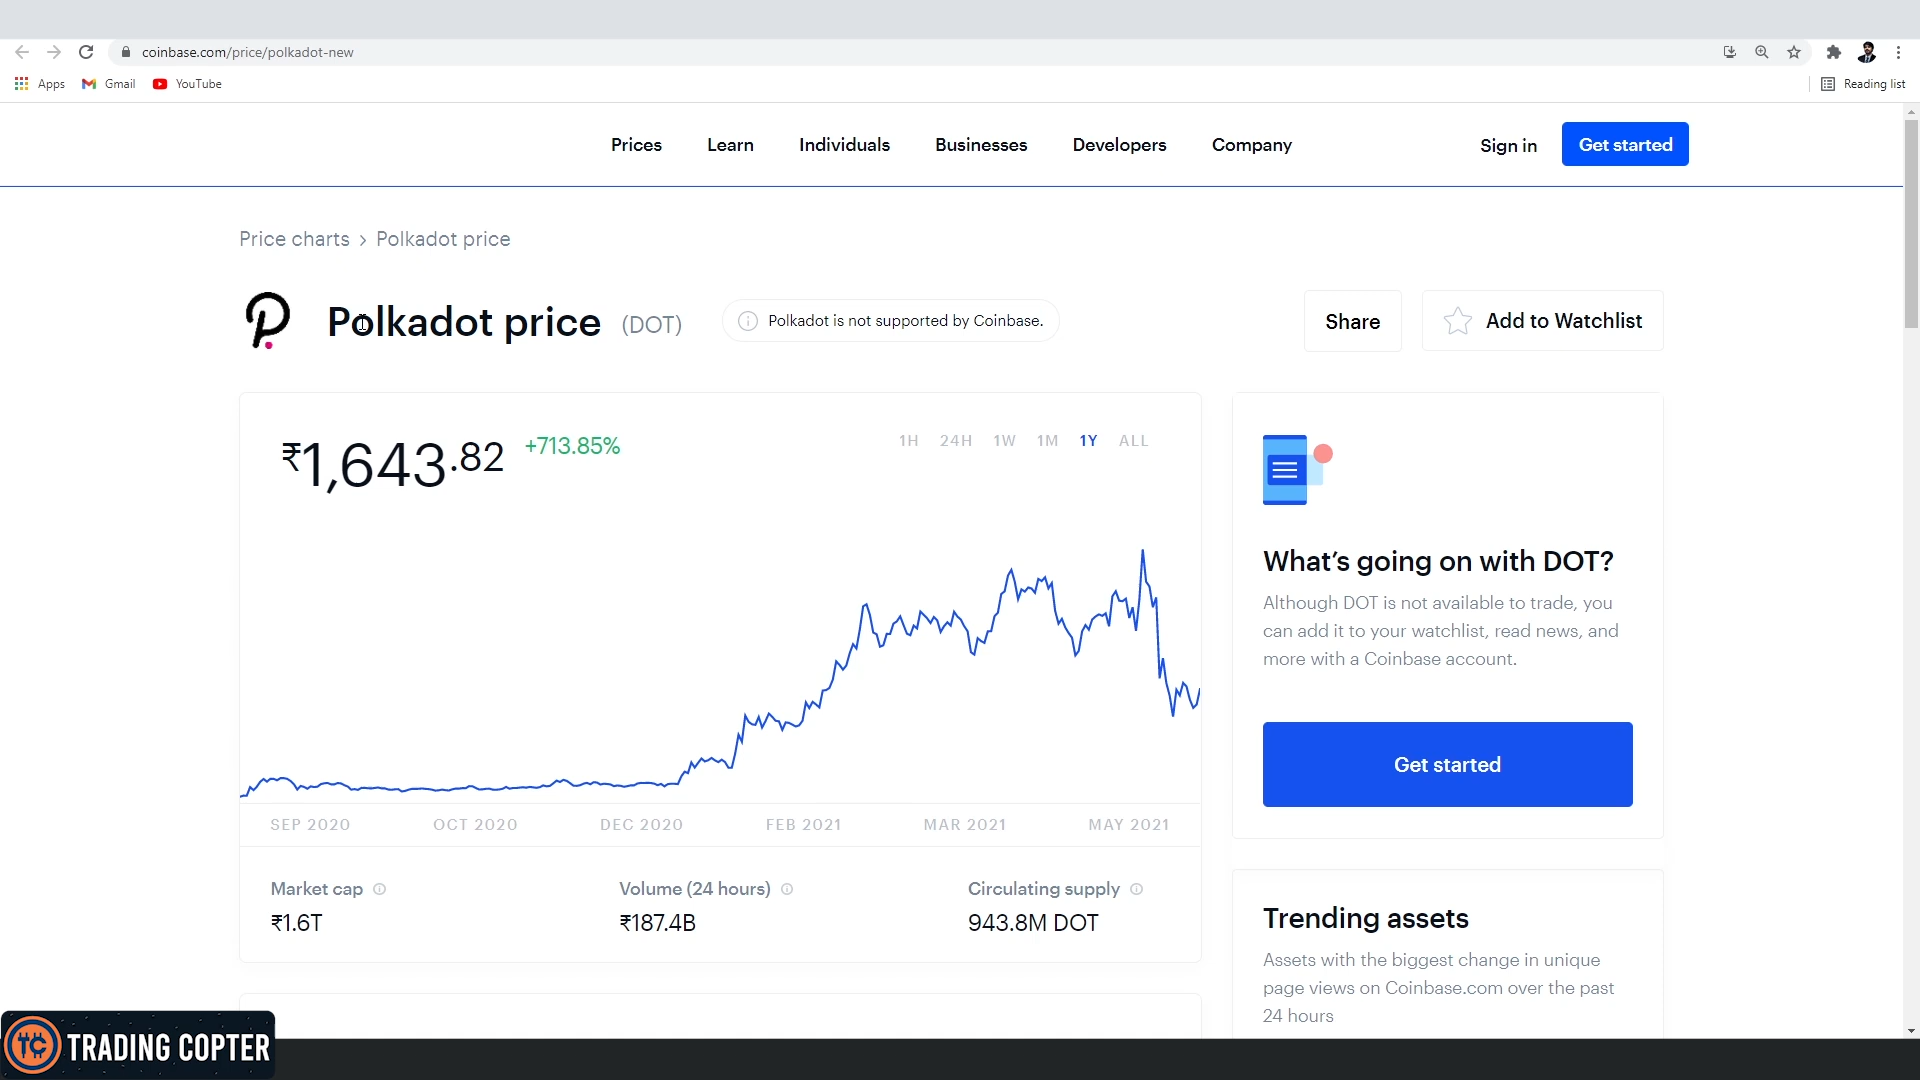 coinbase.com/price/polkadot-new
Apps Gmail YouTube Reading list
Prices Learn Individuals Businesses Developers Company Sign in Get started
Price charts › Polkadot price
Polkadot price (DOT) Polkadot is not supported by Coinbase. Share Add to Watchlist
₹1,643.82 +713.85% 1H 24H 1W 1M 1Y ALL
SEP 2020 OCT 2020 DEC 2020 FEB 2021 MAR 2021 MAY 2021
Market cap Volume (24 hours) Circulating supply
₹1.6T ₹187.4B 943.8M DOT
What's going on with DOT?
Although DOT is not available to trade, you
can add it to your watchlist, read news, and
more with a Coinbase account.
Get started
Trending assets
Assets with the biggest change in unique
page views on Coinbase.com over the past
24 hours
TC TRADING COPTER